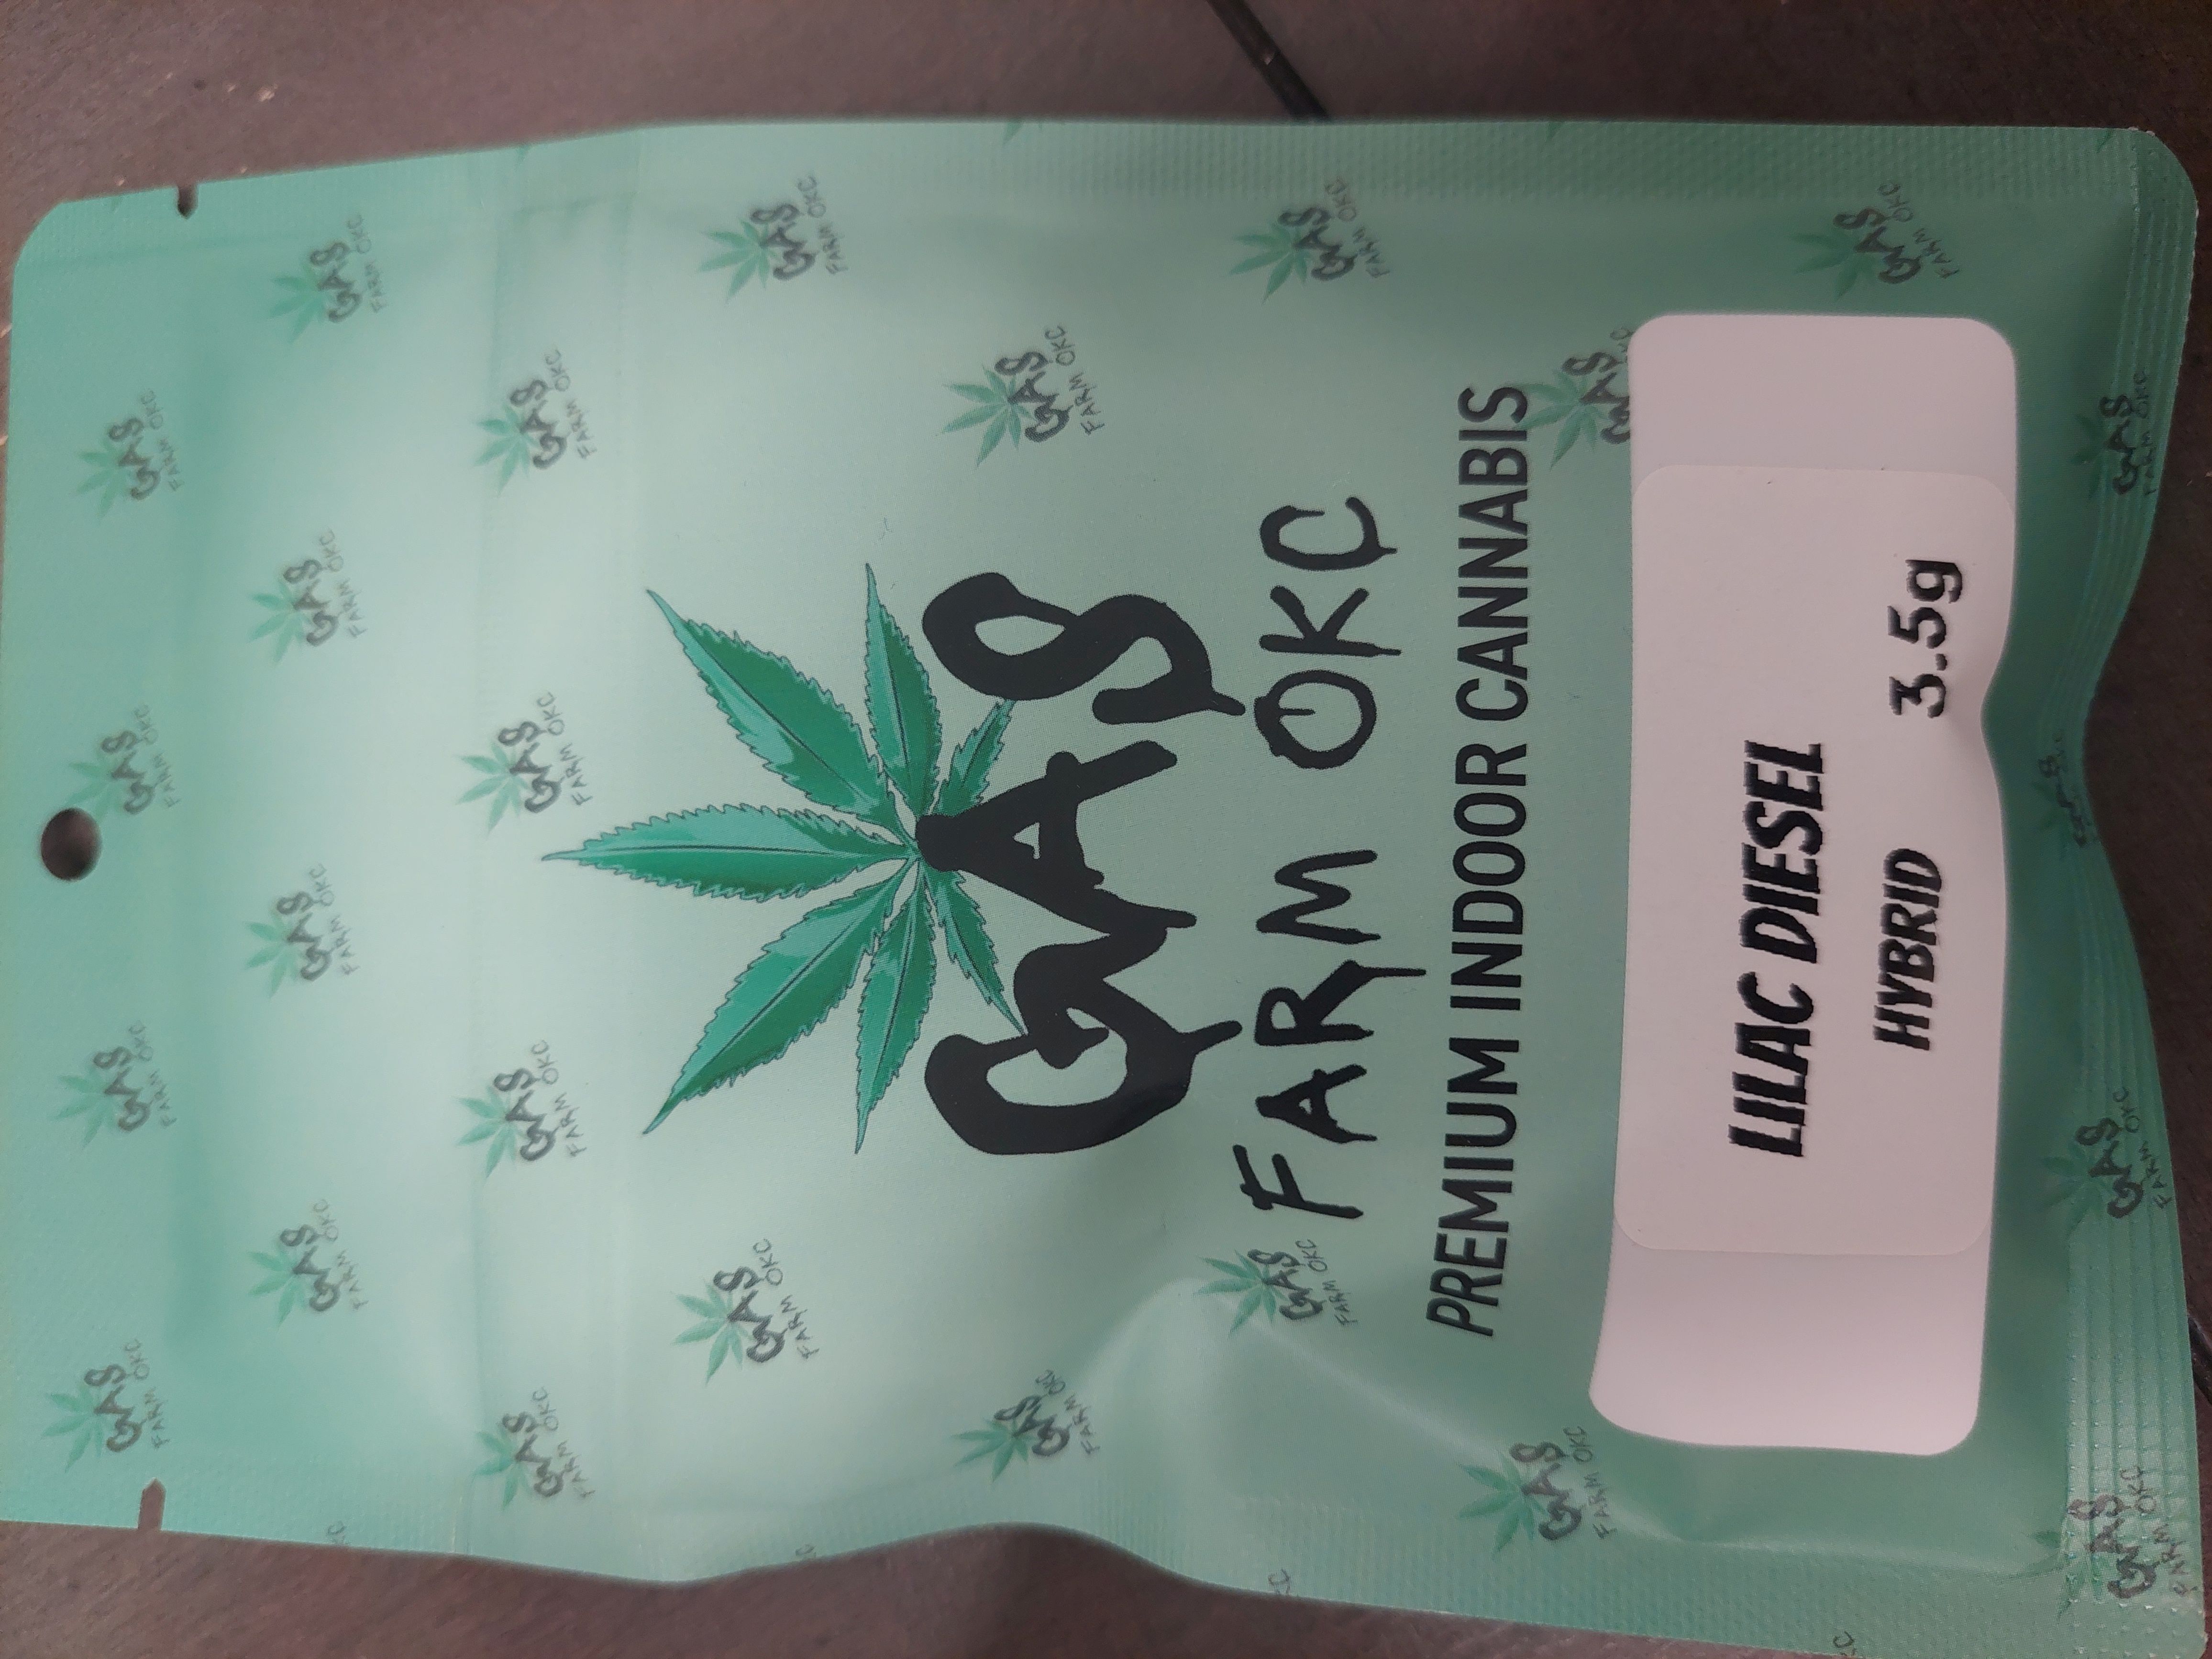 GAS
FARM OKC
PREMIUM INDOOR CANNABIS
LILAC DIESEL
HYBRID 3.5g